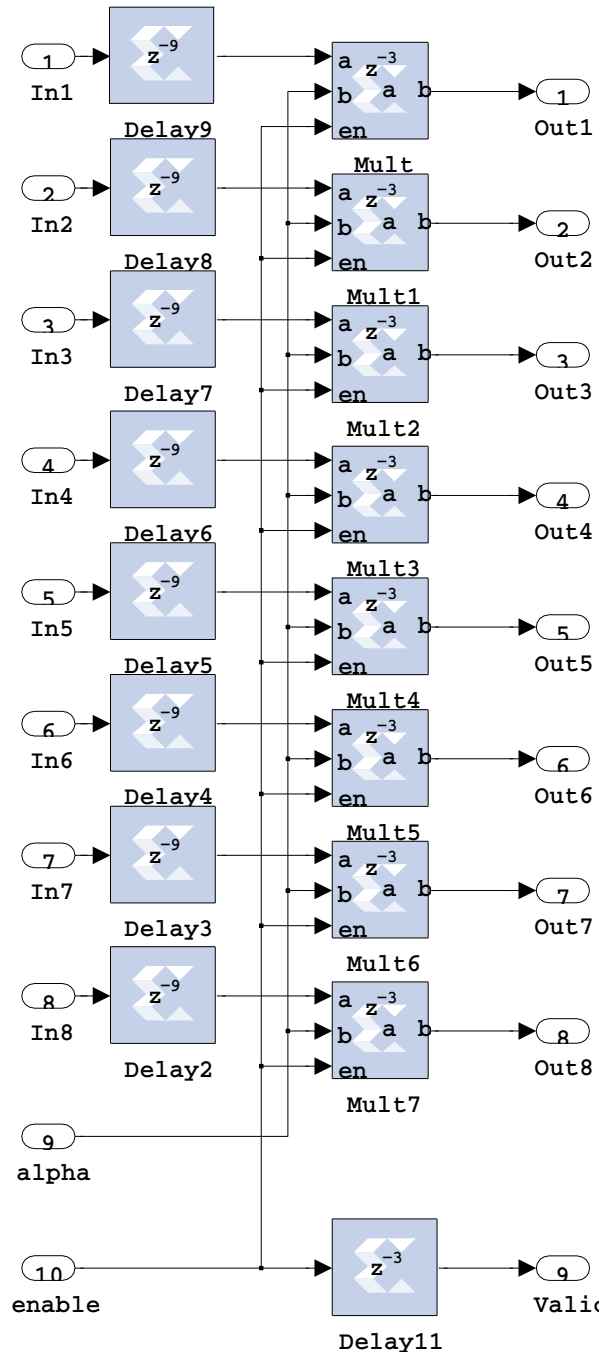 1
In1
z-9
Delay9
a
b
en
z-3
a b
Mult
1
Out1
2
In2
z-9
Delay8
a
b
en
z-3
a b
Mult1
2
Out2
3
In3
z-9
Delay7
a
b
en
z-3
a b
Mult2
3
Out3
4
In4
z-9
Delay6
a
b
en
z-3
a b
Mult3
4
Out4
5
In5
z-9
Delay5
a
b
en
z-3
a b
Mult4
5
Out5
6
In6
z-9
Delay4
a
b
en
z-3
a b
Mult5
6
Out6
7
In7
z-9
Delay3
a
b
en
z-3
a b
Mult6
7
Out7
8
In8
z-9
Delay2
a
b
en
z-3
a b
Mult7
8
Out8
9
alpha
10
enable
z-3
Delay11
9